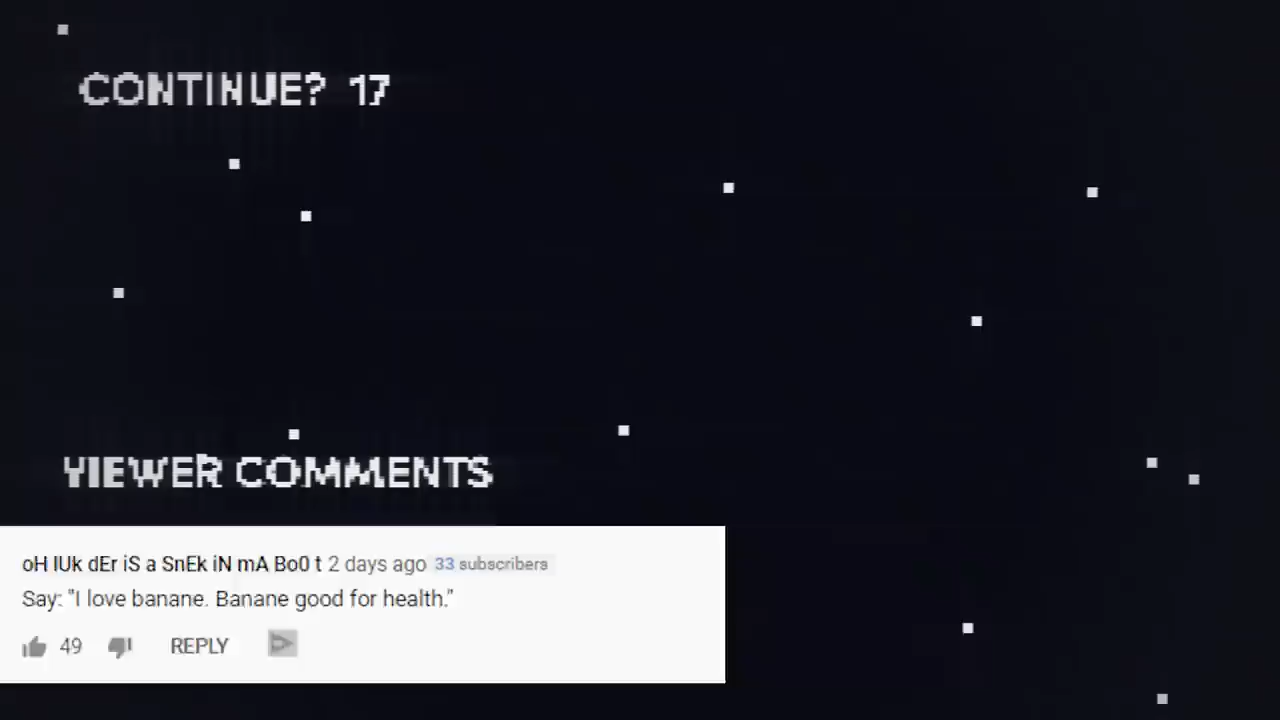 CONTINUE? 17
VIEWER COMMENTS
oH lUk dEr iS a SnEk iN mA Bo0 t 2 days ago 33 subscribers
Say: "I love banane. Banane good for health."
49 REPLY